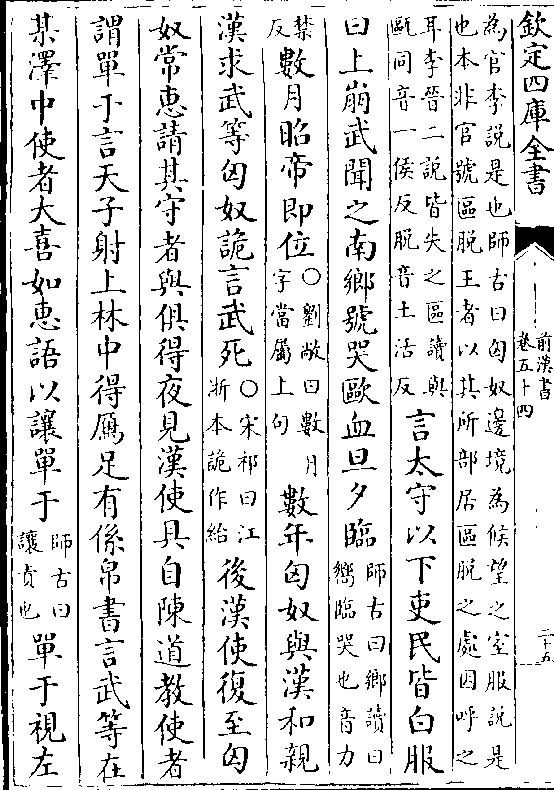 欽定四庫全書
前漢書
卷五十四
二十五
為官李說是也師古曰匈奴邊境為候望之室服說是
也本非官號區脫王者以其所部居區脫之處因呼之
耳李晉二說皆失之區讀與
甌同音一侯反脫音土活反
言太守以下吏民皆白服
曰上崩武聞之南鄉號哭歐血旦夕臨
師古曰鄉讀曰
嚮臨哭也音力
禁
反
數月昭帝即位
○劉敞曰數月
字當屬上句
數年匈奴與漢和親
漢求武等匈奴詭言武死
○宋祁曰江
浙本詭作紿
後漢使復至匈
奴常惠請其守者與俱得夜見漢使具自陳道教使者
謂單于言天子射上林中得鴈足有係帛書言武等在
某澤中使者大喜如惠語以讓單于
師古曰
讓責也
單于視左